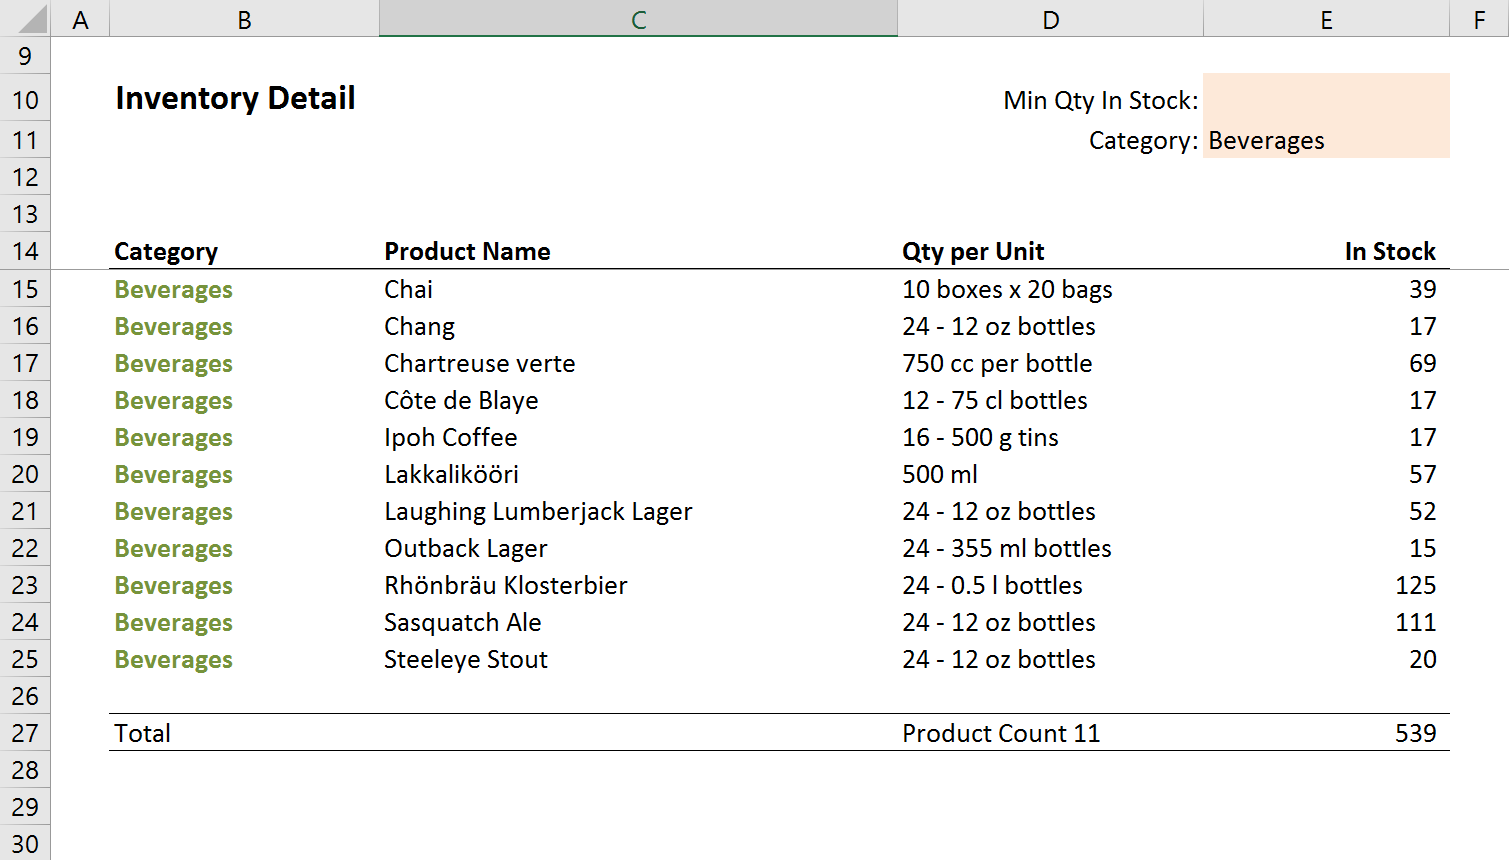 A B C D E F
9
10 Inventory Detail Min Qty In Stock:
11 Category: Beverages
12
13
14 Category Product Name Qty per Unit In Stock
15 Beverages Chai 10 boxes x 20 bags 39
16 Beverages Chang 24 - 12 oz bottles 17
17 Beverages Chartreuse verte 750 cc per bottle 69
18 Beverages Côte de Blaye 12 - 75 cl bottles 17
19 Beverages Ipoh Coffee 16 - 500 g tins 17
20 Beverages Lakkalikööri 500 ml 57
21 Beverages Laughing Lumberjack Lager 24 - 12 oz bottles 52
22 Beverages Outback Lager 24 - 355 ml bottles 15
23 Beverages Rhönbräu Klosterbier 24 - 0.5 l bottles 125
24 Beverages Sasquatch Ale 24 - 12 oz bottles 111
25 Beverages Steeleye Stout 24 - 12 oz bottles 20
26
27 Total Product Count 11 539
28
29
30